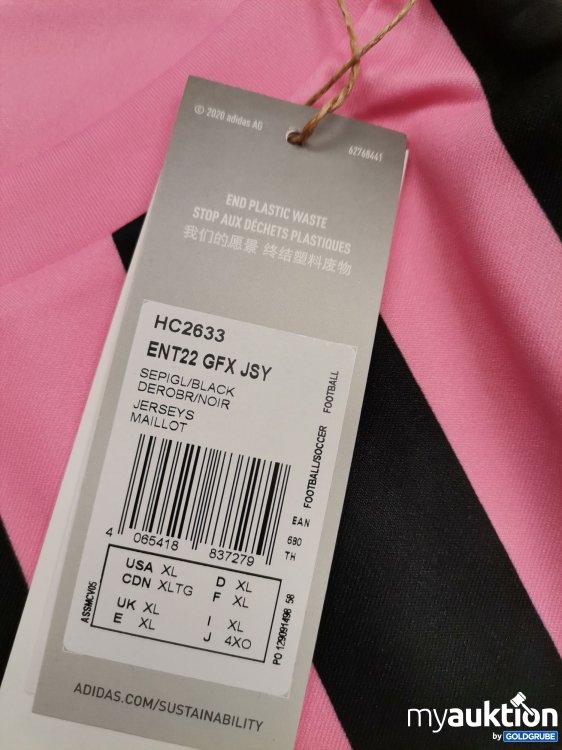 © 2020 adidas AG
62768441
END PLASTIC WASTE
STOP AUX DÉCHETS PLASTIQUES
我们的愿景 终结塑料废物
HC2633
ENT22 GFX JSY
SEPIGL/BLACK
DEROBR/NOIR
JERSEYS
MAILLOT
FOOTBALL/SOCCER FOOTBALL
EAN
690
TH
4 065418 837279
USA XL D XL
CDN XLTG F XL
UK XL I XL
E XL J 4XO
ASSMCV05
PO 129091496 58
ADIDAS.COM/SUSTAINABILITY
myauktion
by GOLDGRUBE